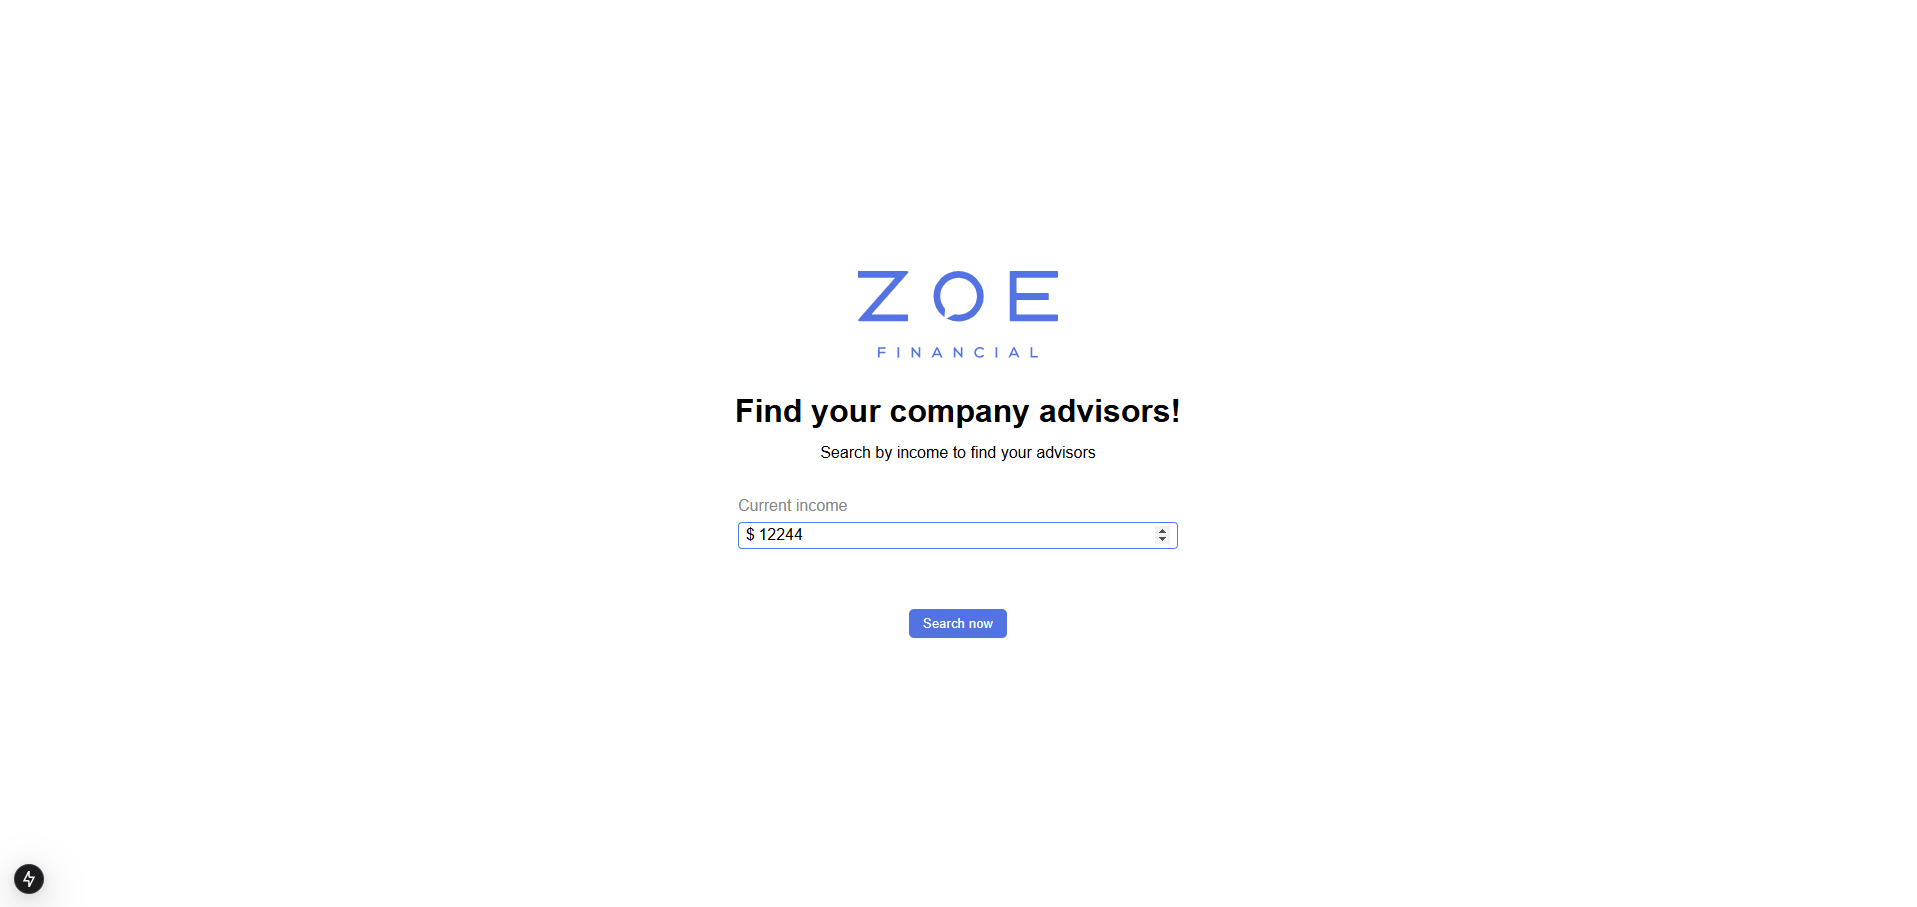 ZOE
FINANCIAL
Find your company advisors!
Search by income to find your advisors
Current income
$ 12244
Search now